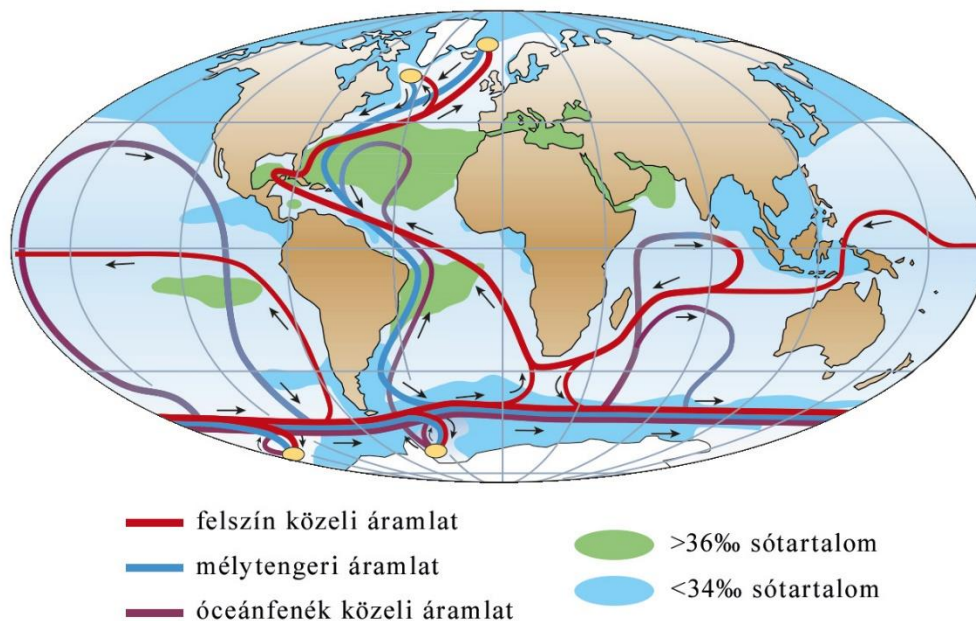 felszín közeli áramlat
mélytengeri áramlat
óceánfenék közeli áramlat
>36‰ sótartalom
<34‰ sótartalom